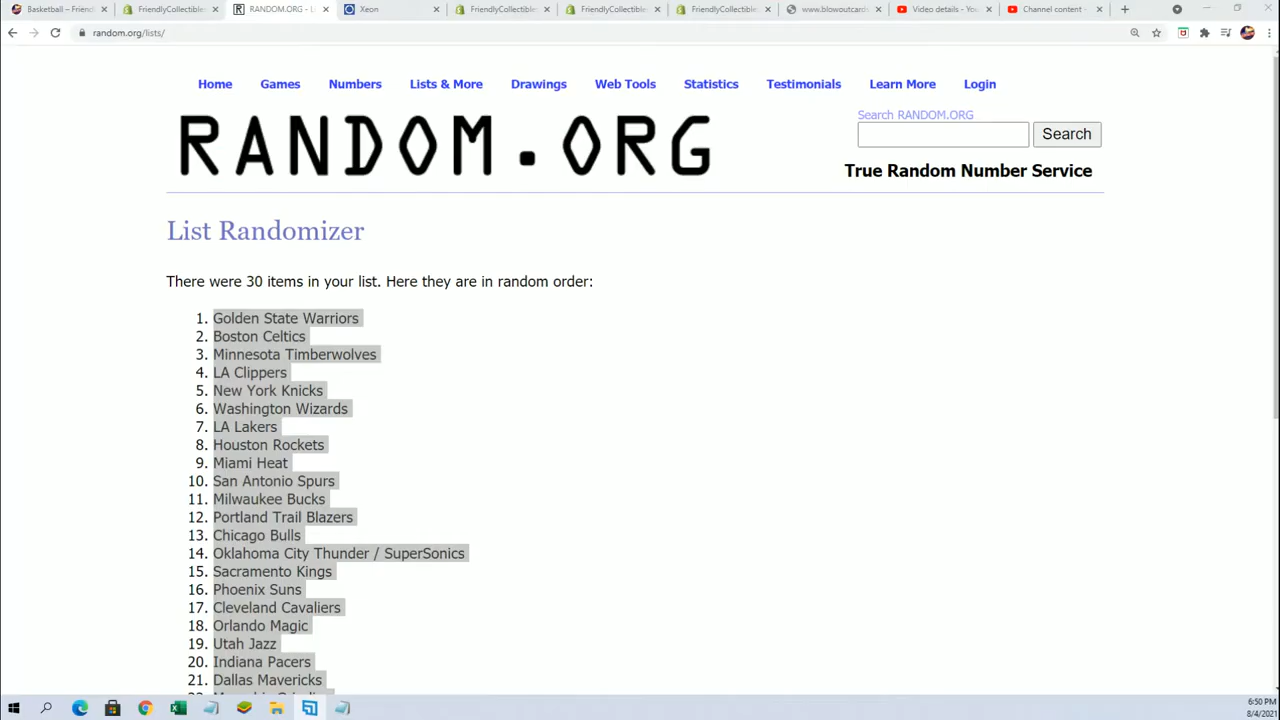 Basketball – Friendl
FriendlyCollectibles
RANDOM.ORG - L
Xeon
FriendlyCollectibles
FriendlyCollectibles
FriendlyCollectibles
www.blowoutcards
Video details - You
Channel content -
random.org/lists/
Home Games Numbers Lists & More Drawings Web Tools Statistics Testimonials Learn More Login
Search RANDOM.ORG
RANDOM.ORG
Search
True Random Number Service
List Randomizer
There were 30 items in your list. Here they are in random order:
1. Golden State Warriors
2. Boston Celtics
3. Minnesota Timberwolves
4. LA Clippers
5. New York Knicks
6. Washington Wizards
7. LA Lakers
8. Houston Rockets
9. Miami Heat
10. San Antonio Spurs
11. Milwaukee Bucks
12. Portland Trail Blazers
13. Chicago Bulls
14. Oklahoma City Thunder / SuperSonics
15. Sacramento Kings
16. Phoenix Suns
17. Cleveland Cavaliers
18. Orlando Magic
19. Utah Jazz
20. Indiana Pacers
21. Dallas Mavericks
6:50 PM
8/4/2021